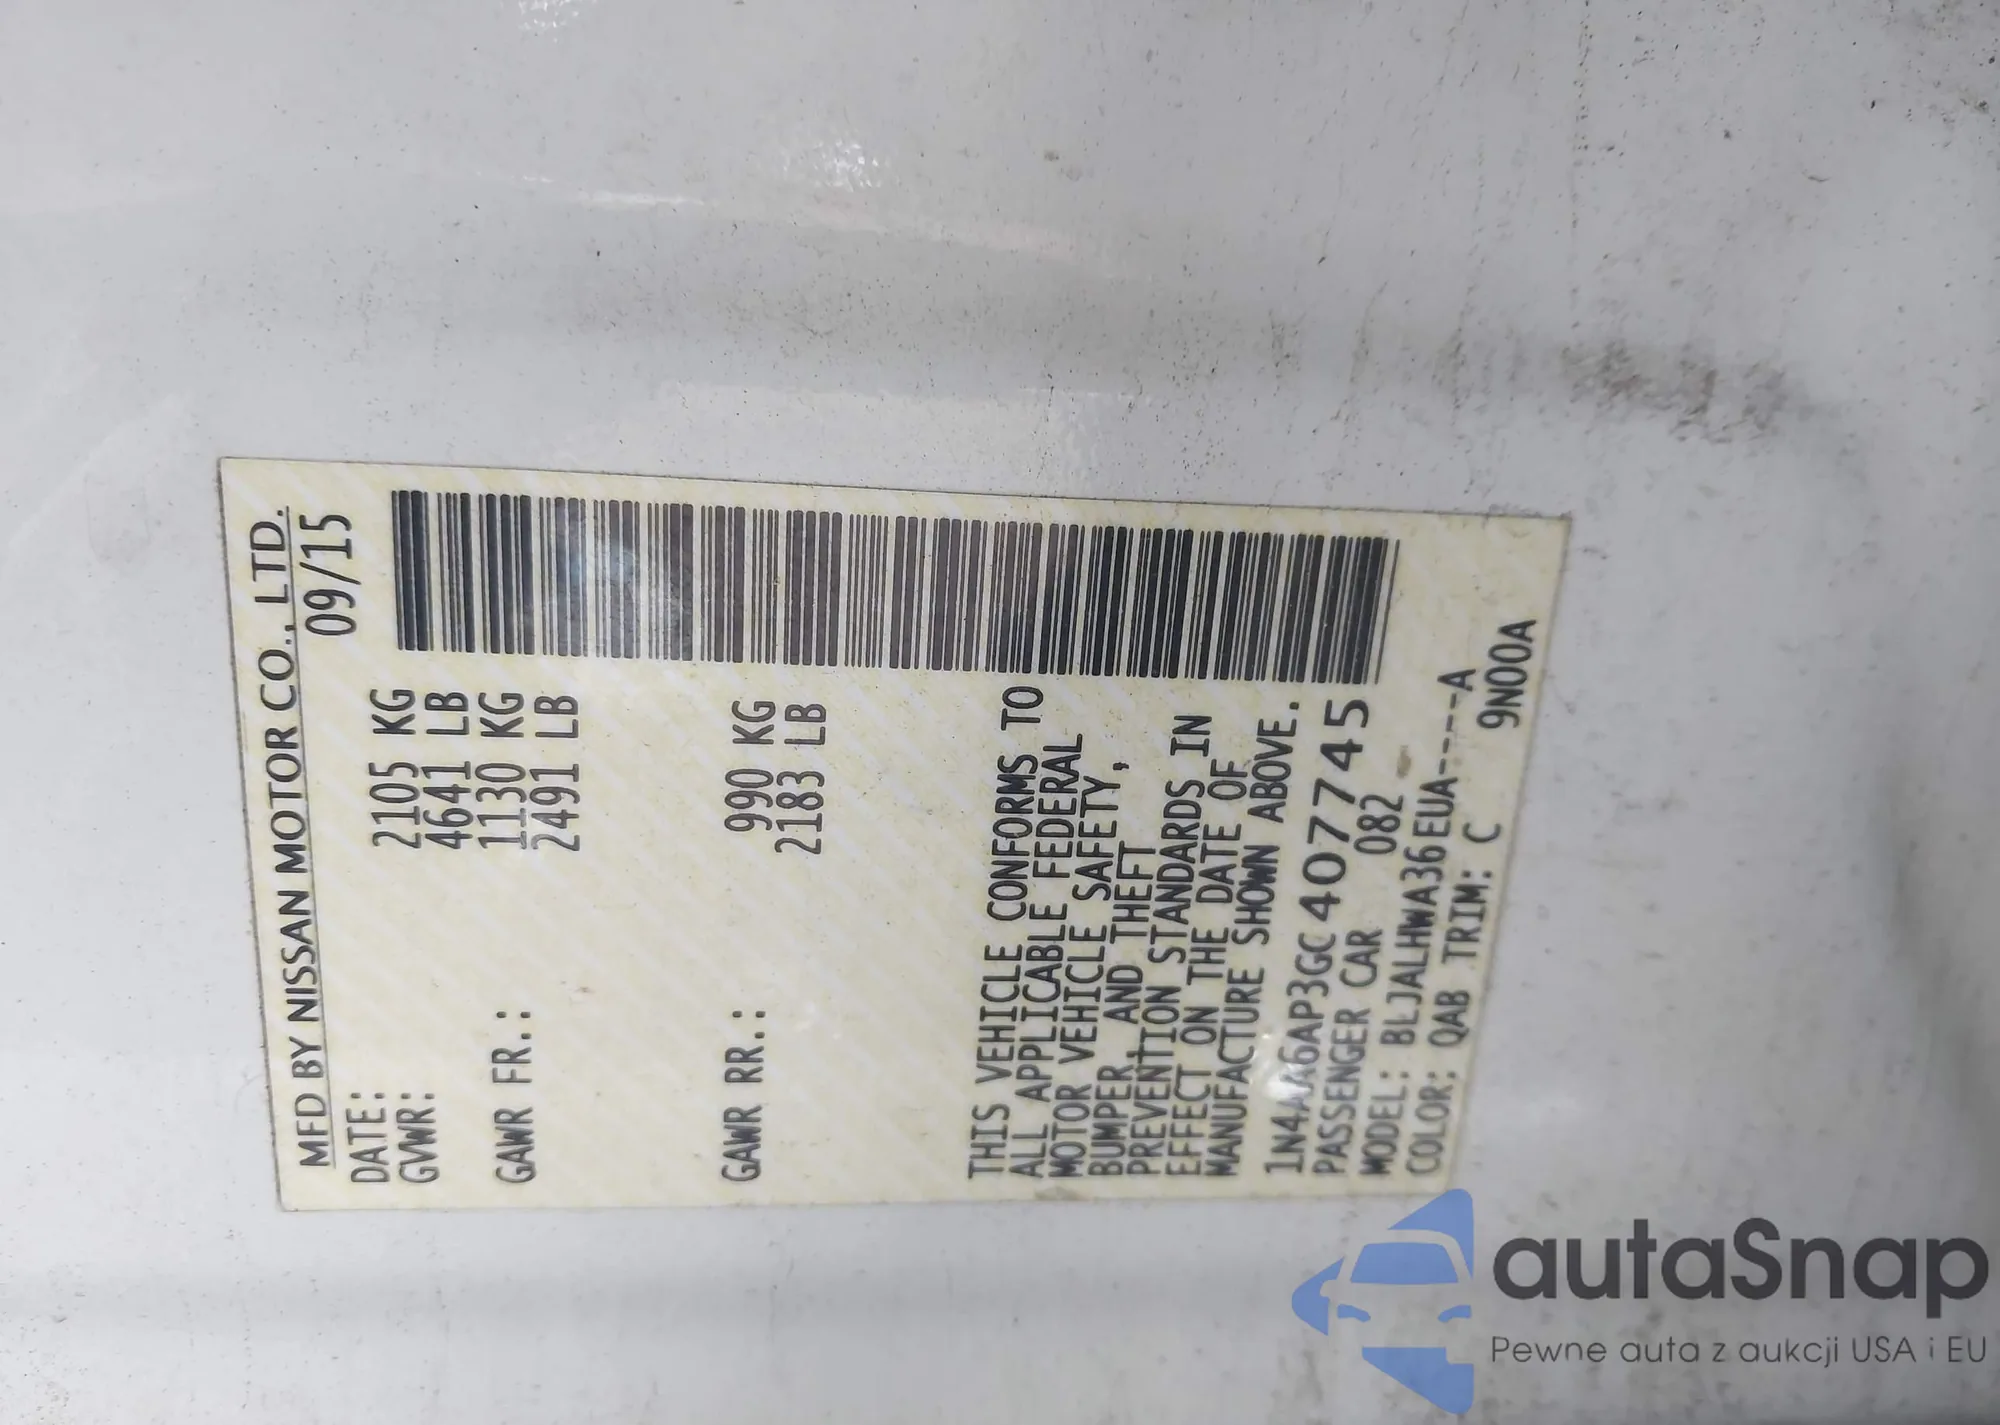 MFD BY NISSAN MOTOR CO., LTD.
DATE: 09/15
GVWR: 2105 KG
4641 LB
GAWR FR.: 1130 KG
2491 LB
GAWR RR.: 990 KG
2183 LB
THIS VEHICLE CONFORMS TO
ALL APPLICABLE FEDERAL
MOTOR VEHICLE SAFETY,
BUMPER, AND THEFT
PREVENTION STANDARDS IN
EFFECT ON THE DATE OF
MANUFACTURE SHOWN ABOVE.
1N4AA6AP3GC407745
PASSENGER CAR 082
MODEL: BLJALHWA36EUA-----A
COLOR: QAB TRIM: C 9N00A
autaSnap
Pewne auta z aukcji USA i EU